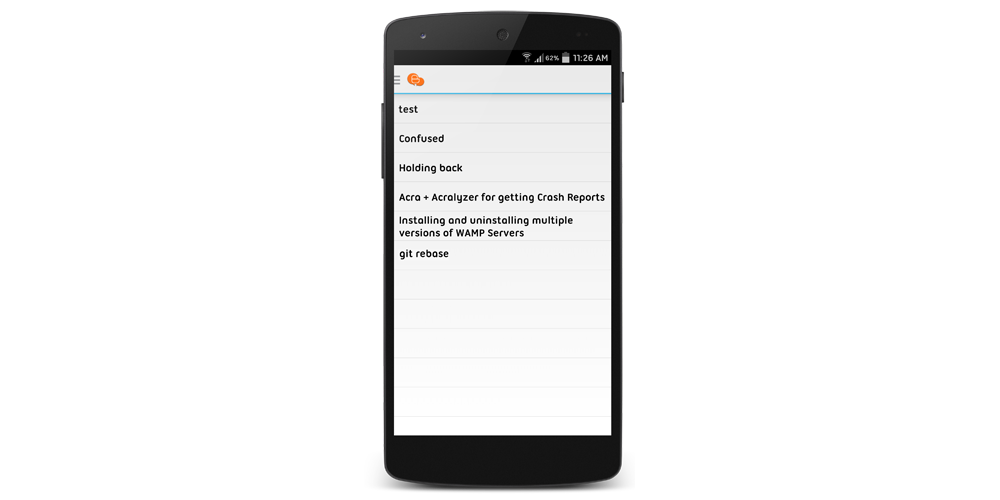 62% 11:26 AM
test
Confused
Holding back
Acra + Acralyzer for getting Crash Reports
Installing and uninstalling multiple
versions of WAMP Servers
git rebase